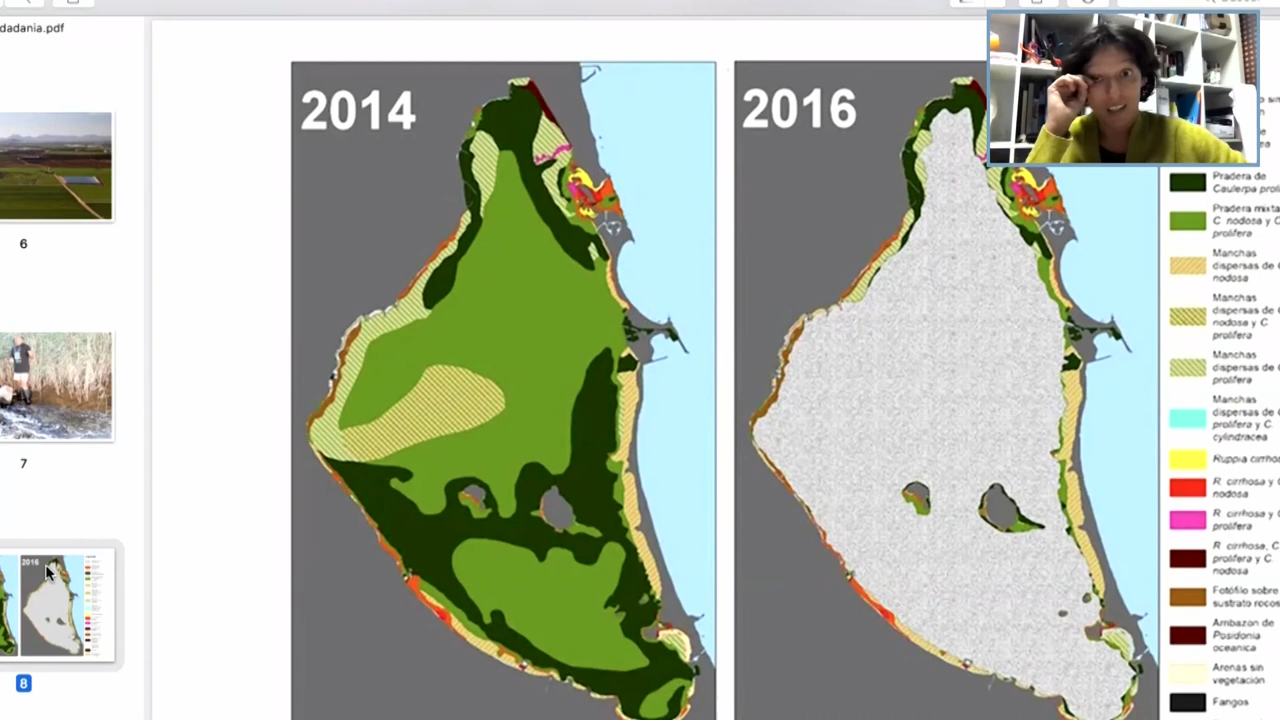 dadania.pdf
6
7
8
2016
2014
2016
Pradera de
Caulerpa proli
Pradera mixta
C nodosa y C
prolifera
Manchas
dispersas de C
nodosa
Manchas
dispersas de C
nodosa y C
prolifera
Manchas
dispersas de C
prolifera
Manchas
dispersas de C
prolifera y C.
cylindracea
Ruppia cirrhos
R. cirrhosa y C
nodosa
R cirrhosa y C
prolifera
R cirrhosa, C.
prolifera y C.
nodosa
Fotófilo sobre
sustrato rocos
Arribazon de
Posidonia
oceanica
Arenas sin
vegetación
Fangos